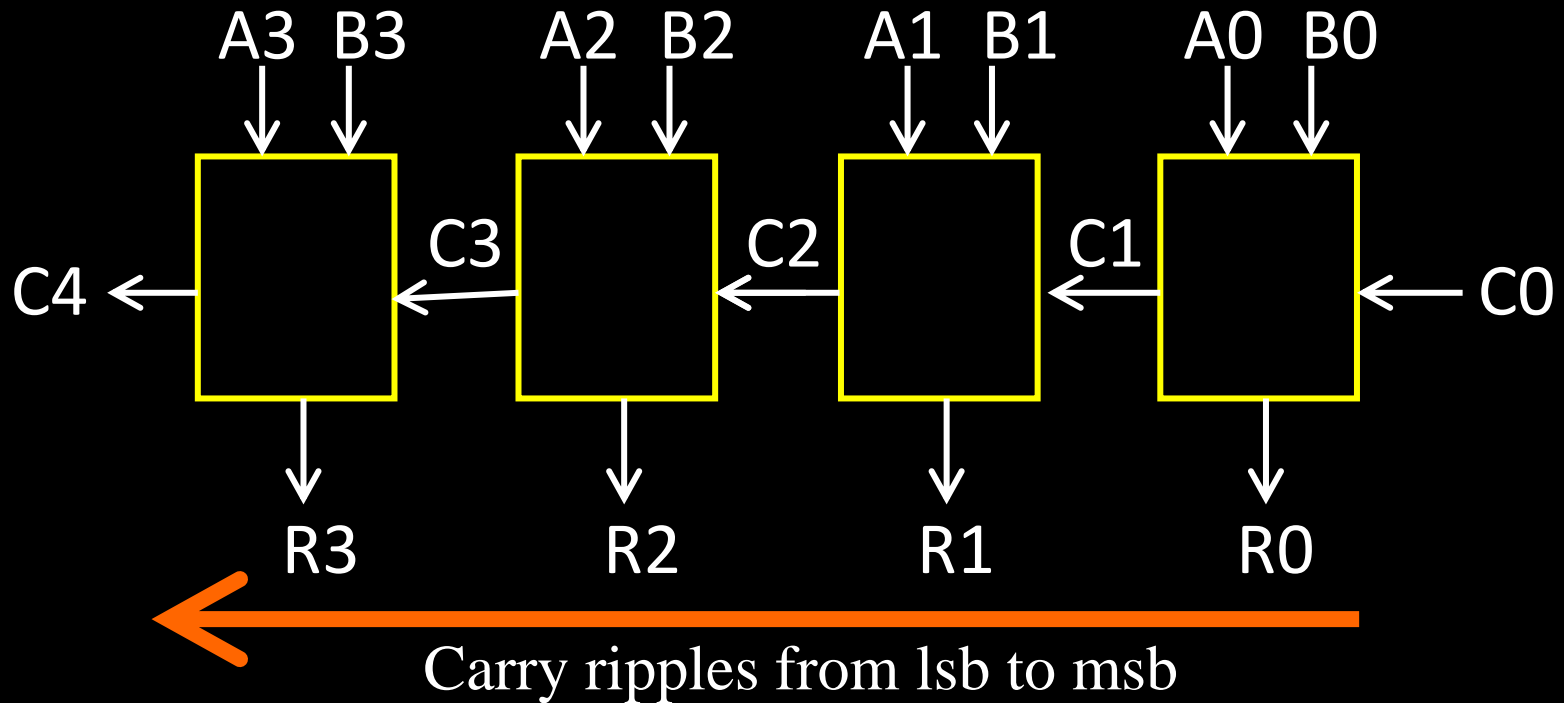 A3 B3 A2 B2 A1 B1 A0 B0
C3 C2 C1
C4 C0
R3 R2 R1 R0
Carry ripples from lsb to msb